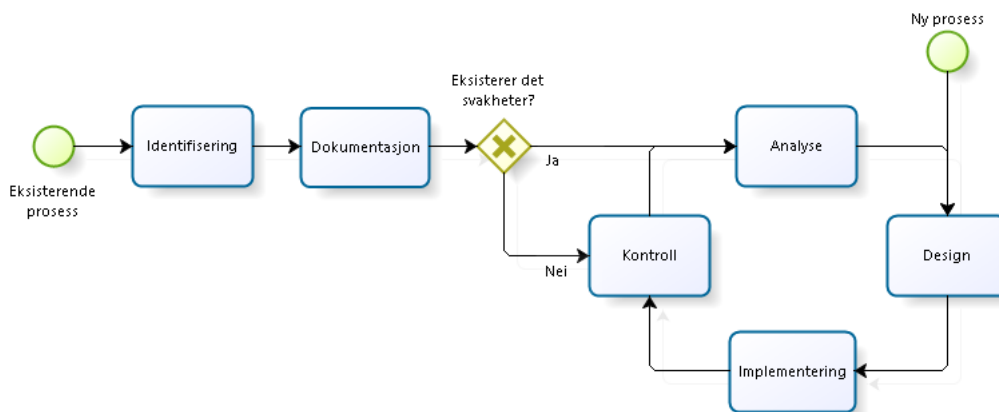 Ny prosess
Eksisterer det
svakheter?
Identifisering
Dokumentasjon
Analyse
Ja
Eksisterende
prosess
Kontroll
Design
Nei
Implementering